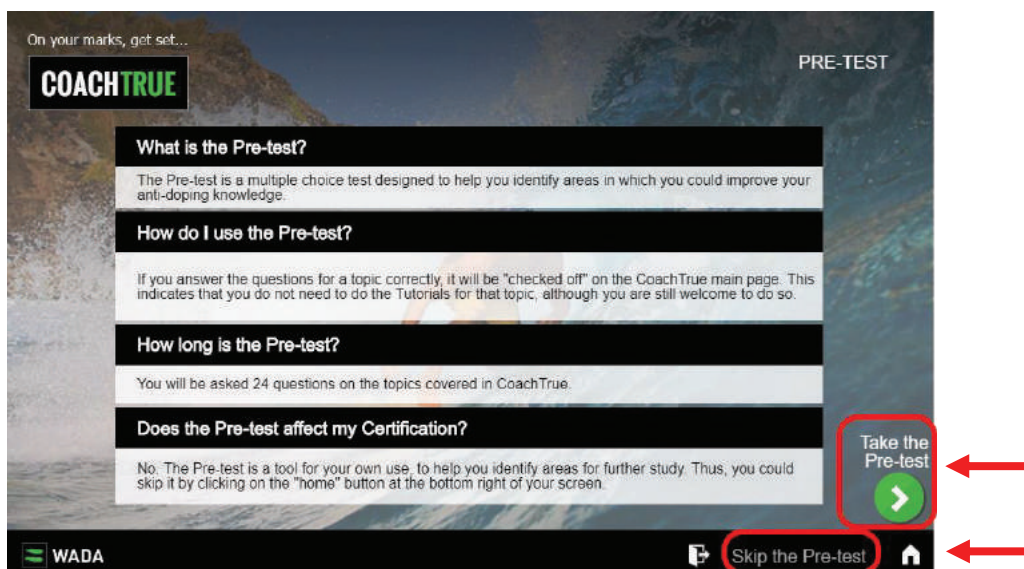 On your marks, get set...
COACHTRUE
PRE-TEST
What is the Pre-test?
The Pre-test is a multiple choice test designed to help you identify areas in which you could improve your
anti-doping knowledge.
How do I use the Pre-test?
If you answer the questions for a topic correctly, it will be "checked off" on the CoachTrue main page. This
indicates that you do not need to do the Tutorials for that topic, although you are still welcome to do so.
How long is the Pre-test?
You will be asked 24 questions on the topics covered in CoachTrue.
Does the Pre-test affect my Certification?
No. The Pre-test is a tool for your own use, to help you identify areas for further study. Thus, you could
skip it by clicking on the "home" button at the bottom right of your screen.
Take the
Pre-test
WADA
Skip the Pre-test